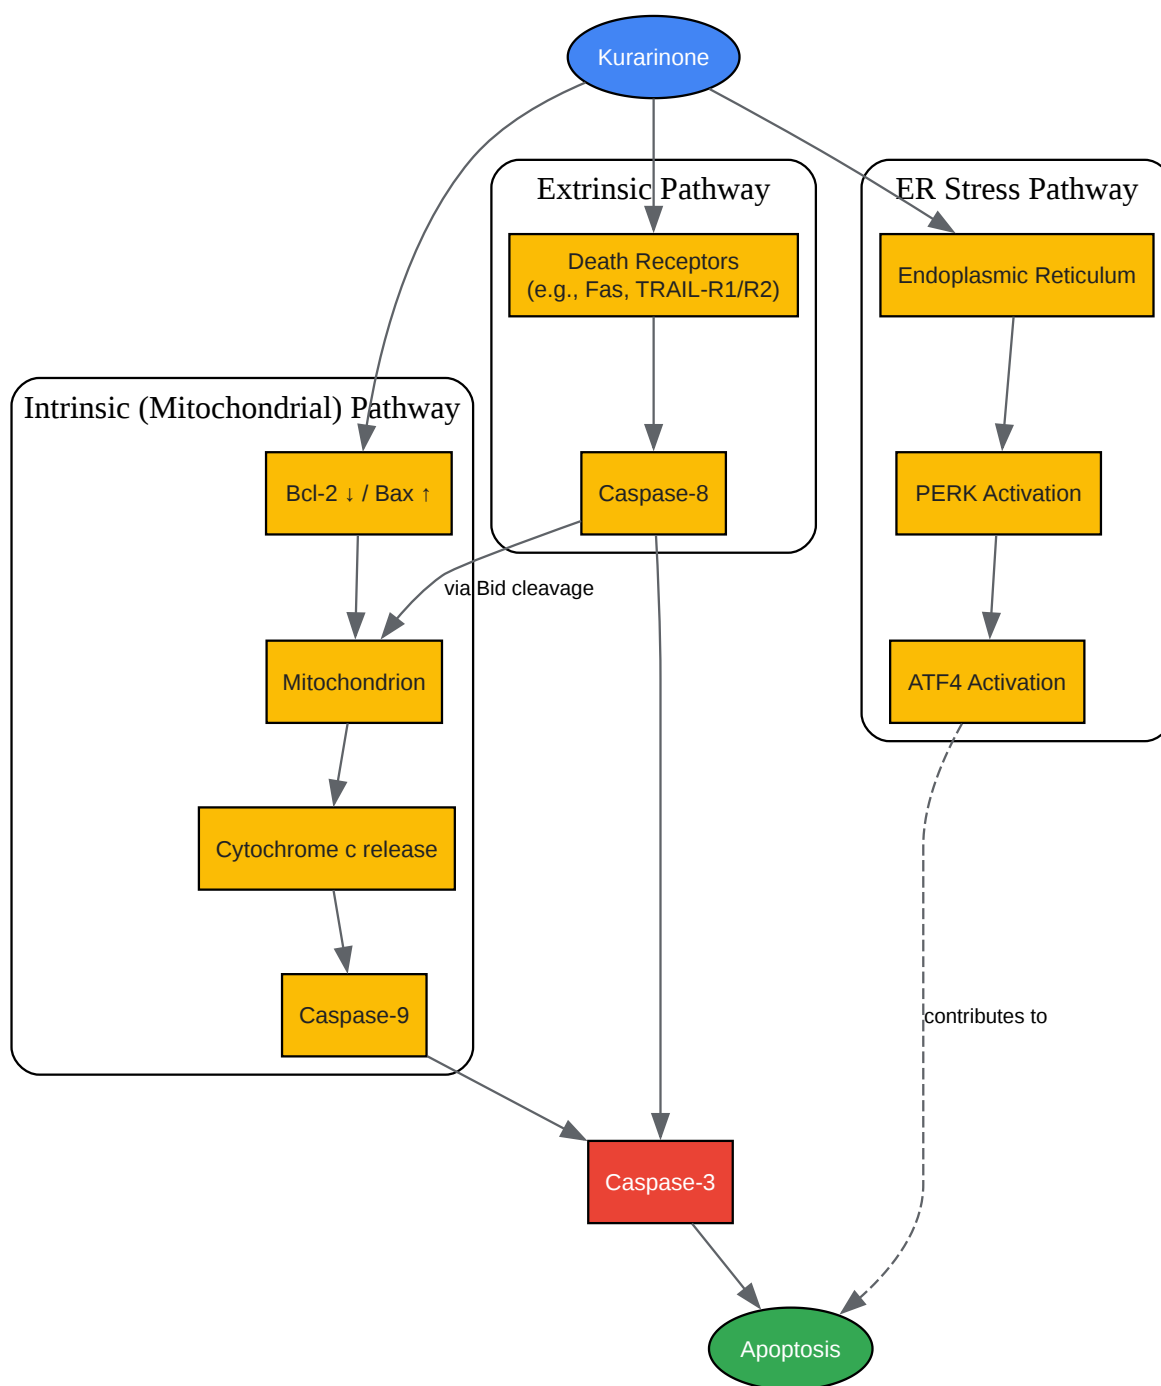 Kurarinone
Extrinsic Pathway
ER Stress Pathway
Death Receptors
(e.g., Fas, TRAIL-R1/R2)
Endoplasmic Reticulum
Intrinsic (Mitochondrial) Pathway
Bcl-2 ↓ / Bax ↑
Caspase-8
PERK Activation
via Bid cleavage
Mitochondrion
ATF4 Activation
Cytochrome c release
Caspase-9
contributes to
Caspase-3
Apoptosis